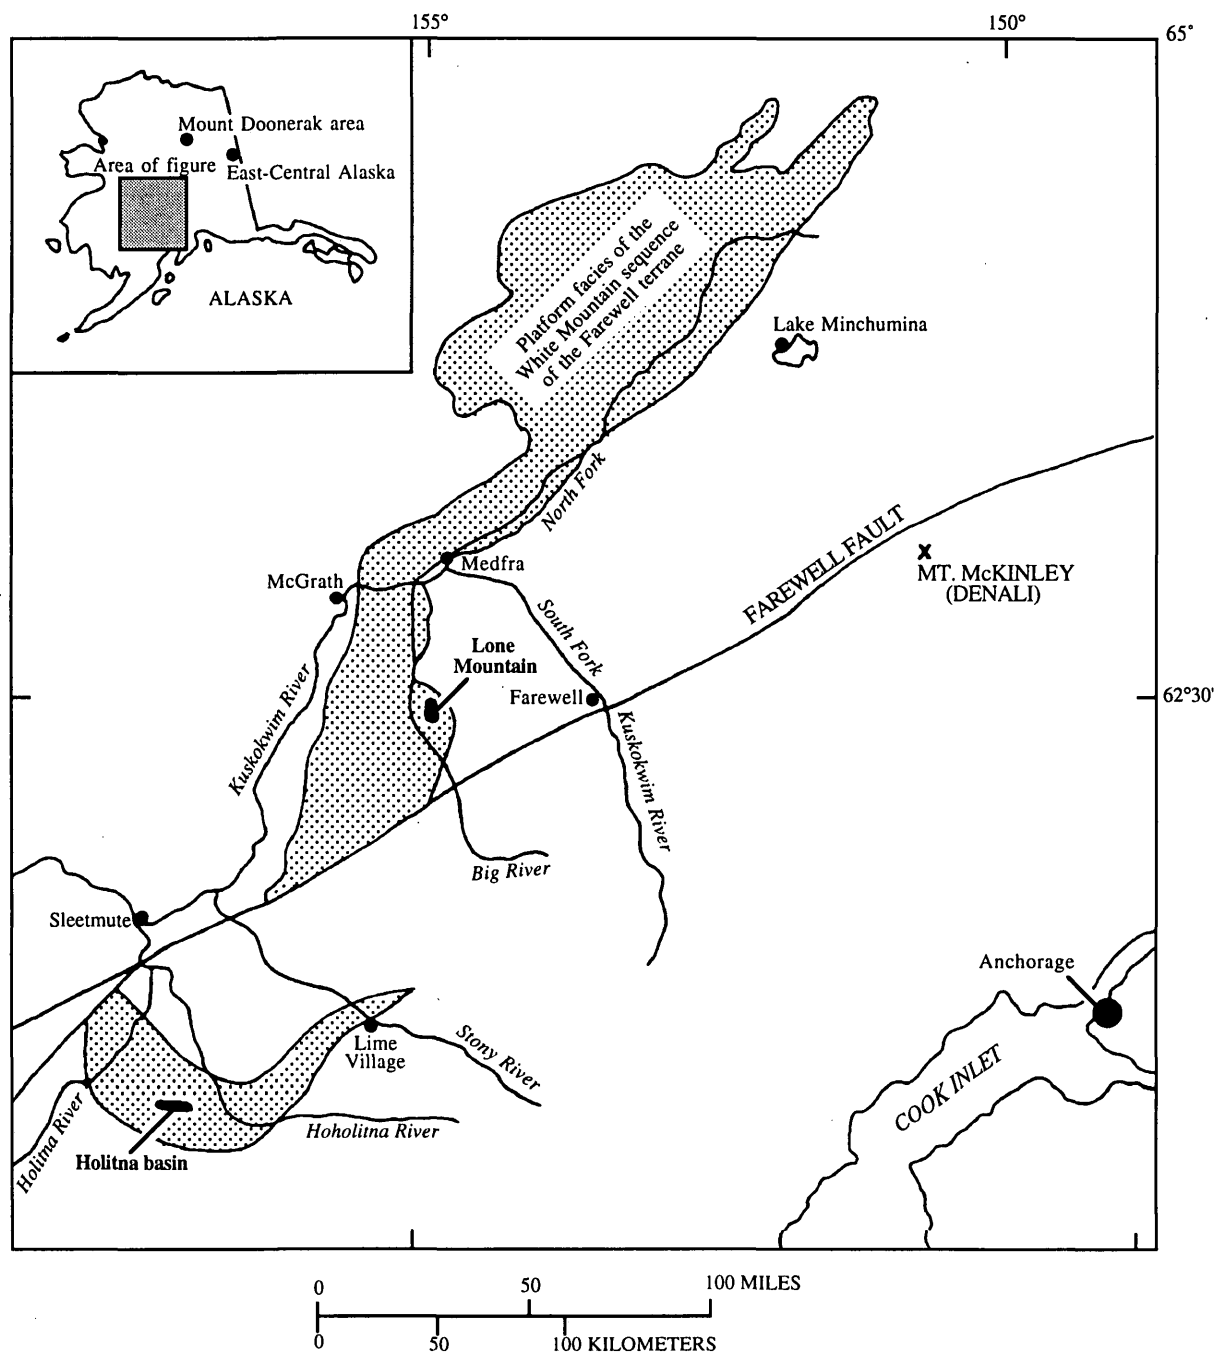 155°
150°
65°
Mount Doonerak area
Area of figure
East-Central Alaska
ALASKA
Platform facies of the
White Mountain sequence
of the Farewell terrane
Lake Minchumina
North Fork
FAREWELL FAULT
Medfra
MT. McKINLEY
(DENALI)
McGrath
South Fork
Lone
Mountain
Farewell
62°30'
Kuskokwim River
Kuskokwim River
Big River
Sleetmute
Anchorage
Lime
Village
Stony River
COOK INLET
Holitna River
Hoholitna River
Holitna basin
0
50
100 MILES
0
50
100 KILOMETERS